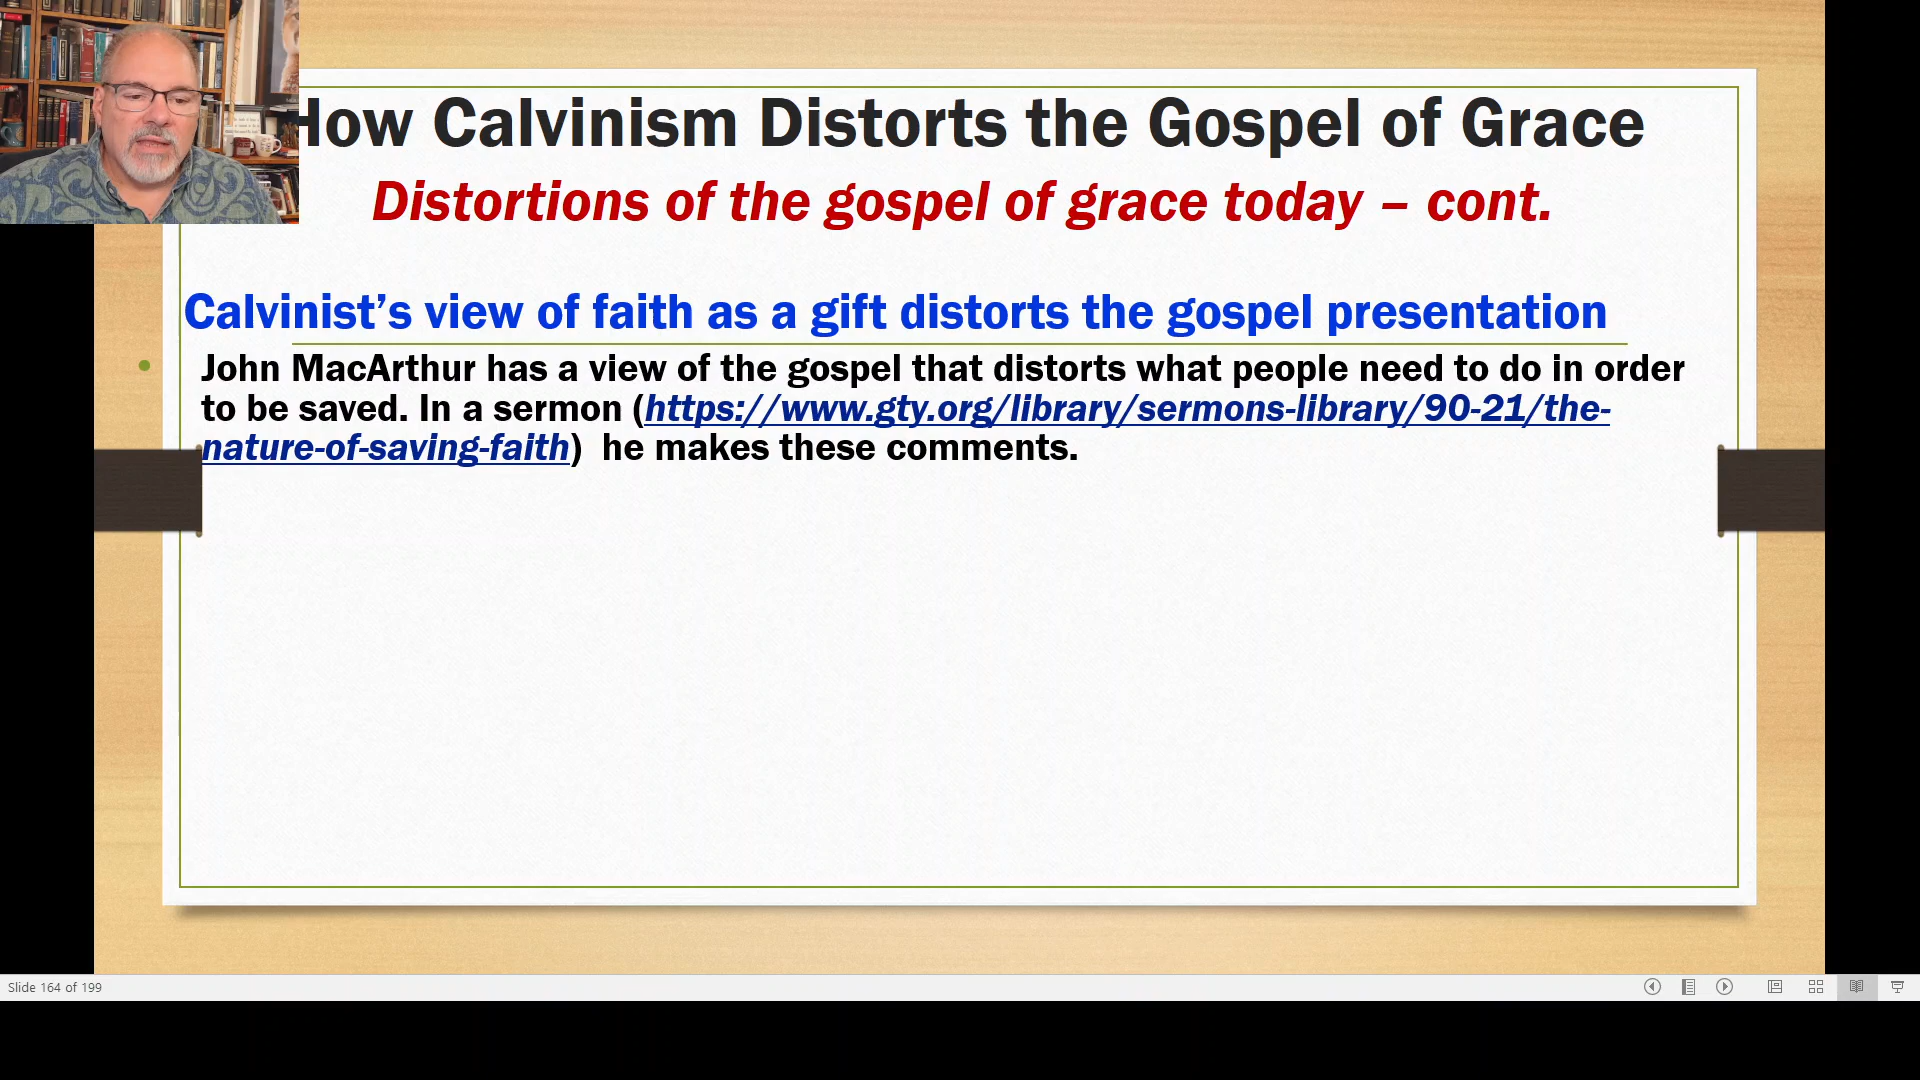 How Calvinism Distorts the Gospel of Grace
Distortions of the gospel of grace today – cont.
Calvinist’s view of faith as a gift distorts the gospel presentation
John MacArthur has a view of the gospel that distorts what people need to do in order
to be saved. In a sermon (https://www.gty.org/library/sermons-library/90-21/the-
nature-of-saving-faith)  he makes these comments.
Slide 164 of 199